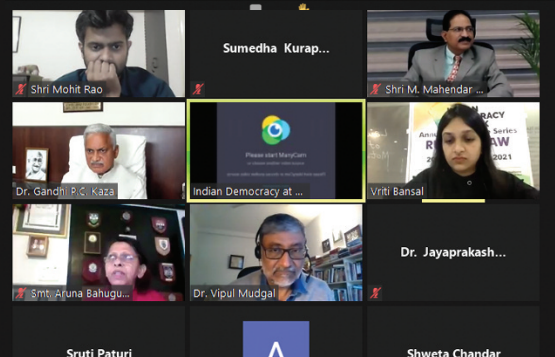 Sumedha Kurap...
Shri Mohit Rao
Shri M. Mahendar ...
Please start ManyCam
Dr. Gandhi P.C. Kaza
Indian Democracy at ...
Vriti Bansal
2021
Smt. Aruna Bahugu...
Dr. Vipul Mudgal
Dr. Jayaprakash...
Sruti Paturi
A
Shweta Chandar